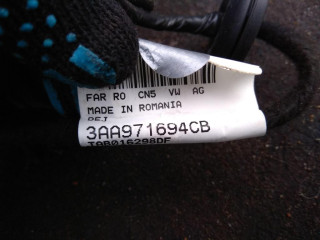 FAR RO CN5 VW AG
MADE IN ROMANIA
3AA971694CB